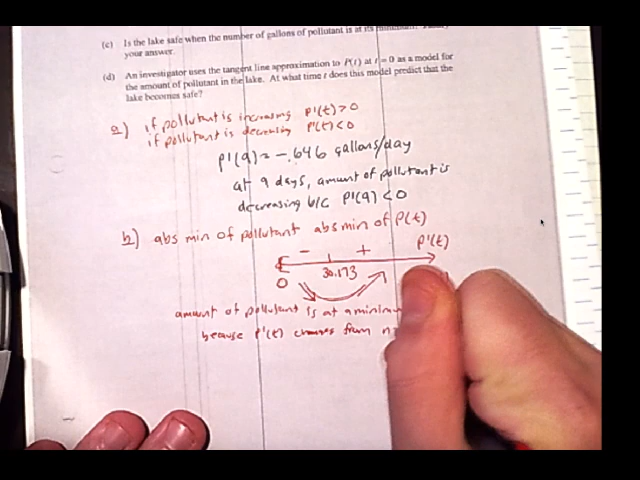 (c) Is the lake safe when the number of gallons of pollutant is at its
your answer.
(d) An investigator uses the tangent line approximation to P(t) at t = 0 as a model for
the amount of pollutant in the lake. At what time t does this model predict that the
lake becomes safe?
a) if pollutant is increasing P'(t) > 0
if pollutant is decreasing P'(t) < 0
P'(9) = -.646 gallons/day
at 9 days, amount of pollutant is
decreasing b/c P'(9) < 0
b) abs min of pollutant abs min of P(t)
- + P'(t)
0 30.173
amount of pollutant is at a minimu
because P'(t) changes from n